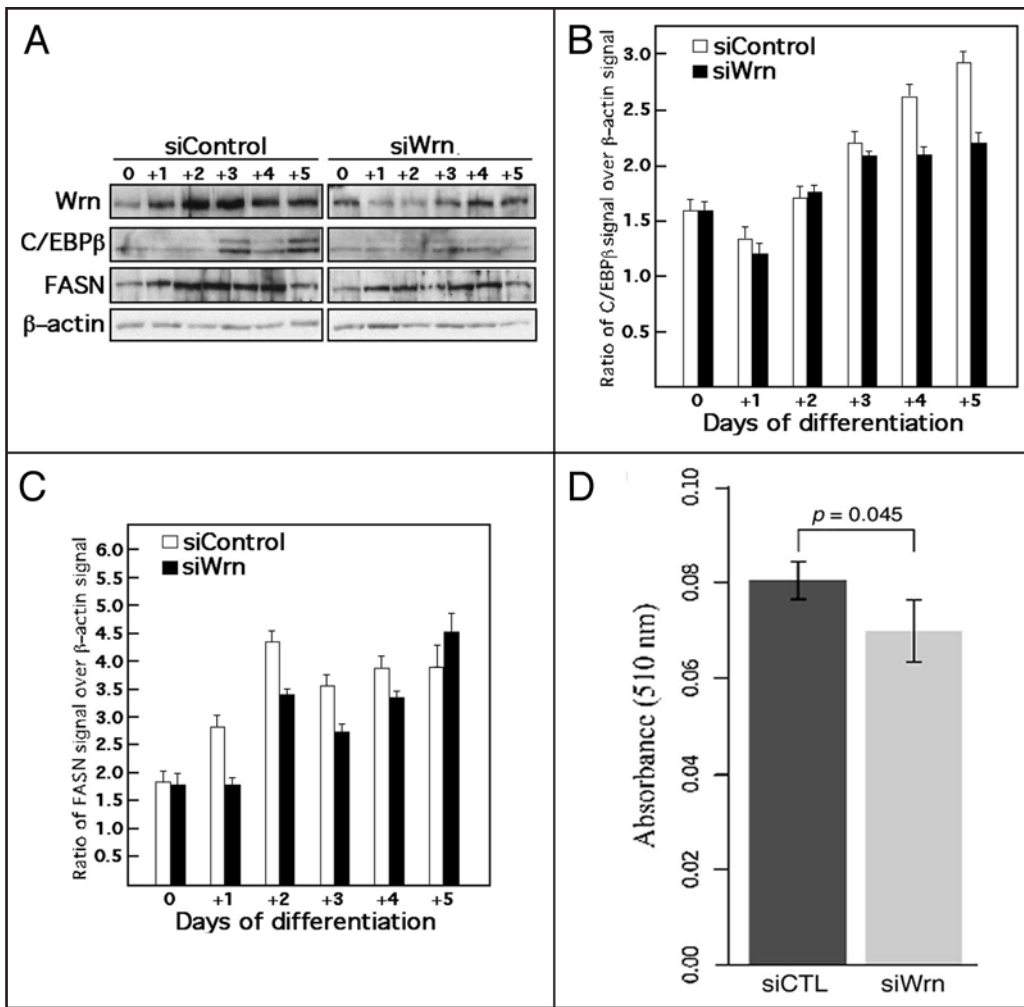 A
siControl siWrn
0 +1 +2 +3 +4 +5 0 +1 +2 +3 +4 +5
Wrn
C/EBPβ
FASN
β-actin
B
siControl
siWrn
Ratio of C/EBPβ signal over β-actin signal
3.0
2.5
2.0
1.5
1.0
0.5
0 +1 +2 +3 +4 +5
Days of differentiation
C
siControl
siWrn
Ratio of FASN signal over β-actin signal
6.0
5.5
5.0
4.5
4.0
3.5
3.0
2.5
2.0
1.5
1.0
0.5
0 +1 +2 +3 +4 +5
Days of differentiation
D
p = 0.045
Absorbance (510 nm)
0.10
0.08
0.06
0.04
0.02
0.00
siCTL siWrn